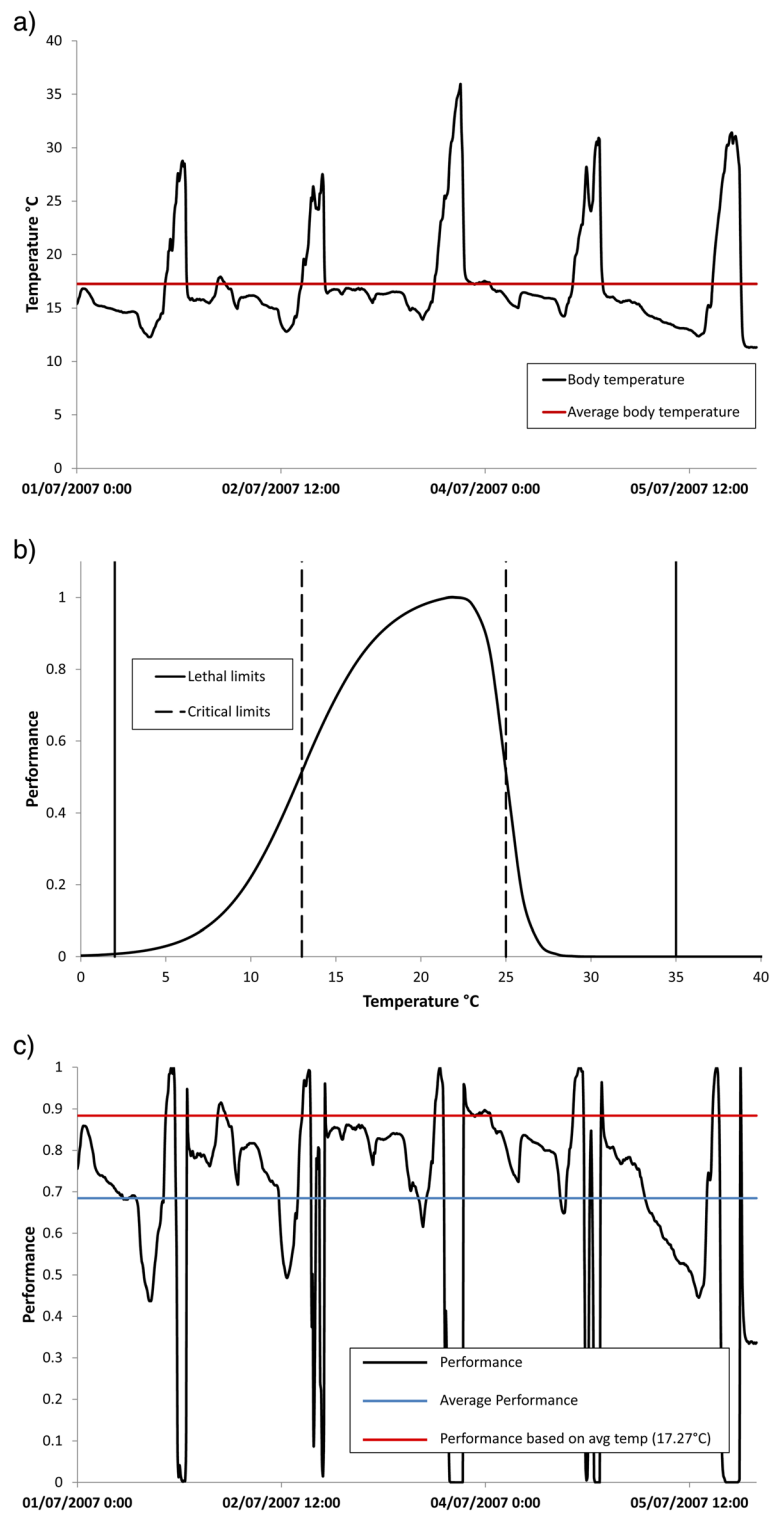 a)
40
35
30
25
20
15
10
5
0
Temperature °C
Body temperature
Average body temperature
01/07/2007 0:00 02/07/2007 12:00 04/07/2007 0:00 05/07/2007 12:00
b)
1
0.8
0.6
0.4
0.2
0
Performance
Lethal limits
Critical limits
0 5 10 15 20 25 30 35 40
Temperature °C
c)
1
0.9
0.8
0.7
0.6
0.5
0.4
0.3
0.2
0.1
0
Performance
Performance
Average Performance
Performance based on avg temp (17.27°C)
01/07/2007 0:00 02/07/2007 12:00 04/07/2007 0:00 05/07/2007 12:00